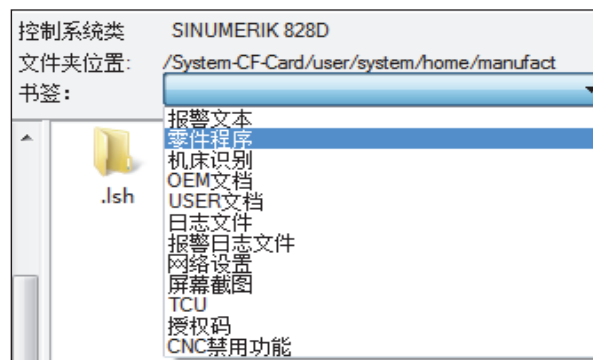 控制系统类 SINUMERIK 828D
文件夹位置: /System-CF-Card/user/system/home/manufact
书签:
报警文本
零件程序
机床识别
.lsh
OEM文档
USER文档
日志文件
报警日志文件
网络设置
屏幕截图
TCU
授权码
CNC禁用功能